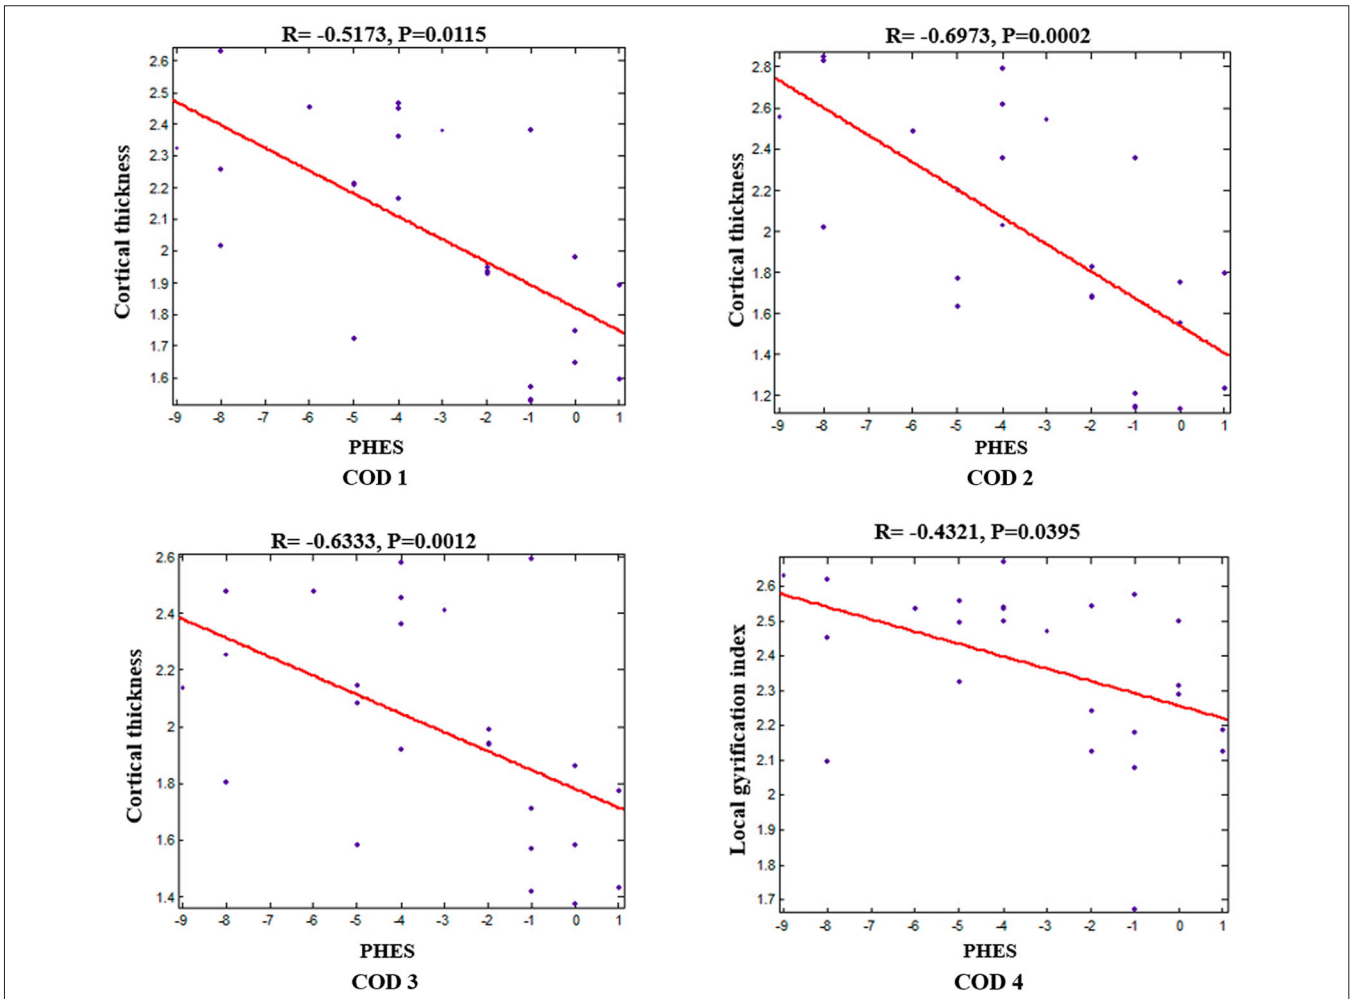 R= -0.5173, P=0.0115
2.6
2.5
2.4
2.3
2.2
2.1
2
1.9
1.8
1.7
1.6
Cortical thickness
-9 -8 -7 -6 -5 -4 -3 -2 -1 0 1
PHES
COD 1
R= -0.6973, P=0.0002
2.8
2.6
2.4
2.2
2
1.8
1.6
1.4
1.2
Cortical thickness
-9 -8 -7 -6 -5 -4 -3 -2 -1 0 1
PHES
COD 2
R= -0.6333, P=0.0012
2.6
2.4
2.2
2
1.8
1.6
1.4
Cortical thickness
-9 -8 -7 -6 -5 -4 -3 -2 -1 0 1
PHES
COD 3
R= -0.4321, P=0.0395
2.6
2.5
2.4
2.3
2.2
2.1
2
1.9
1.8
1.7
Local gyrification index
-9 -8 -7 -6 -5 -4 -3 -2 -1 0 1
PHES
COD 4